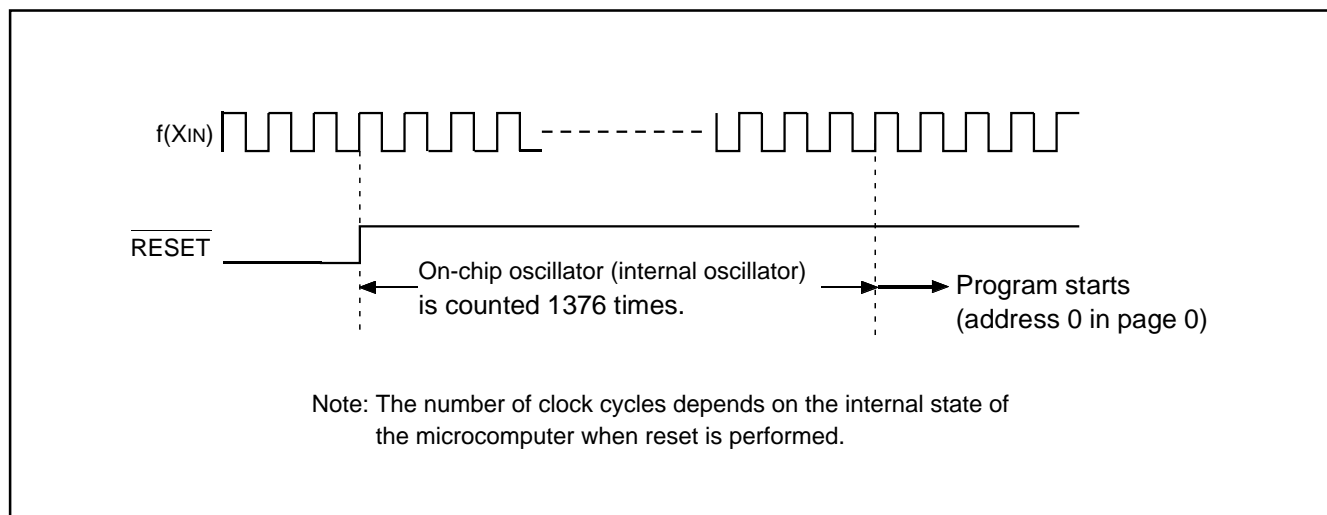 f(XIN)
RESET
On-chip oscillator (internal oscillator)
is counted 1376 times.
Program starts
(address 0 in page 0)
Note: The number of clock cycles depends on the internal state of
the microcomputer when reset is performed.